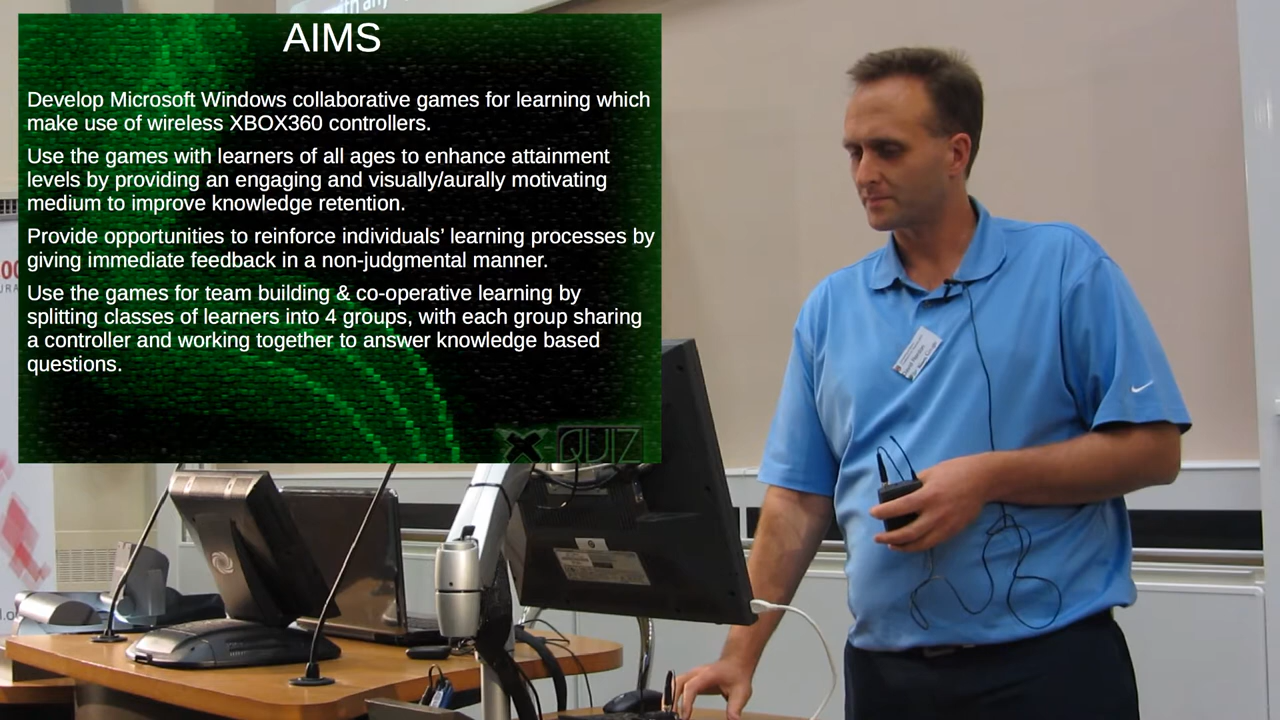 with any
AIMS
Develop Microsoft Windows collaborative games for learning which
make use of wireless XBOX360 controllers.
Use the games with learners of all ages to enhance attainment
levels by providing an engaging and visually/aurally motivating
medium to improve knowledge retention.
Provide opportunities to reinforce individuals’ learning processes by
giving immediate feedback in a non-judgmental manner.
Use the games for team building & co-operative learning by
splitting classes of learners into 4 groups, with each group sharing
a controller and working together to answer knowledge based
questions.
X QUIZ